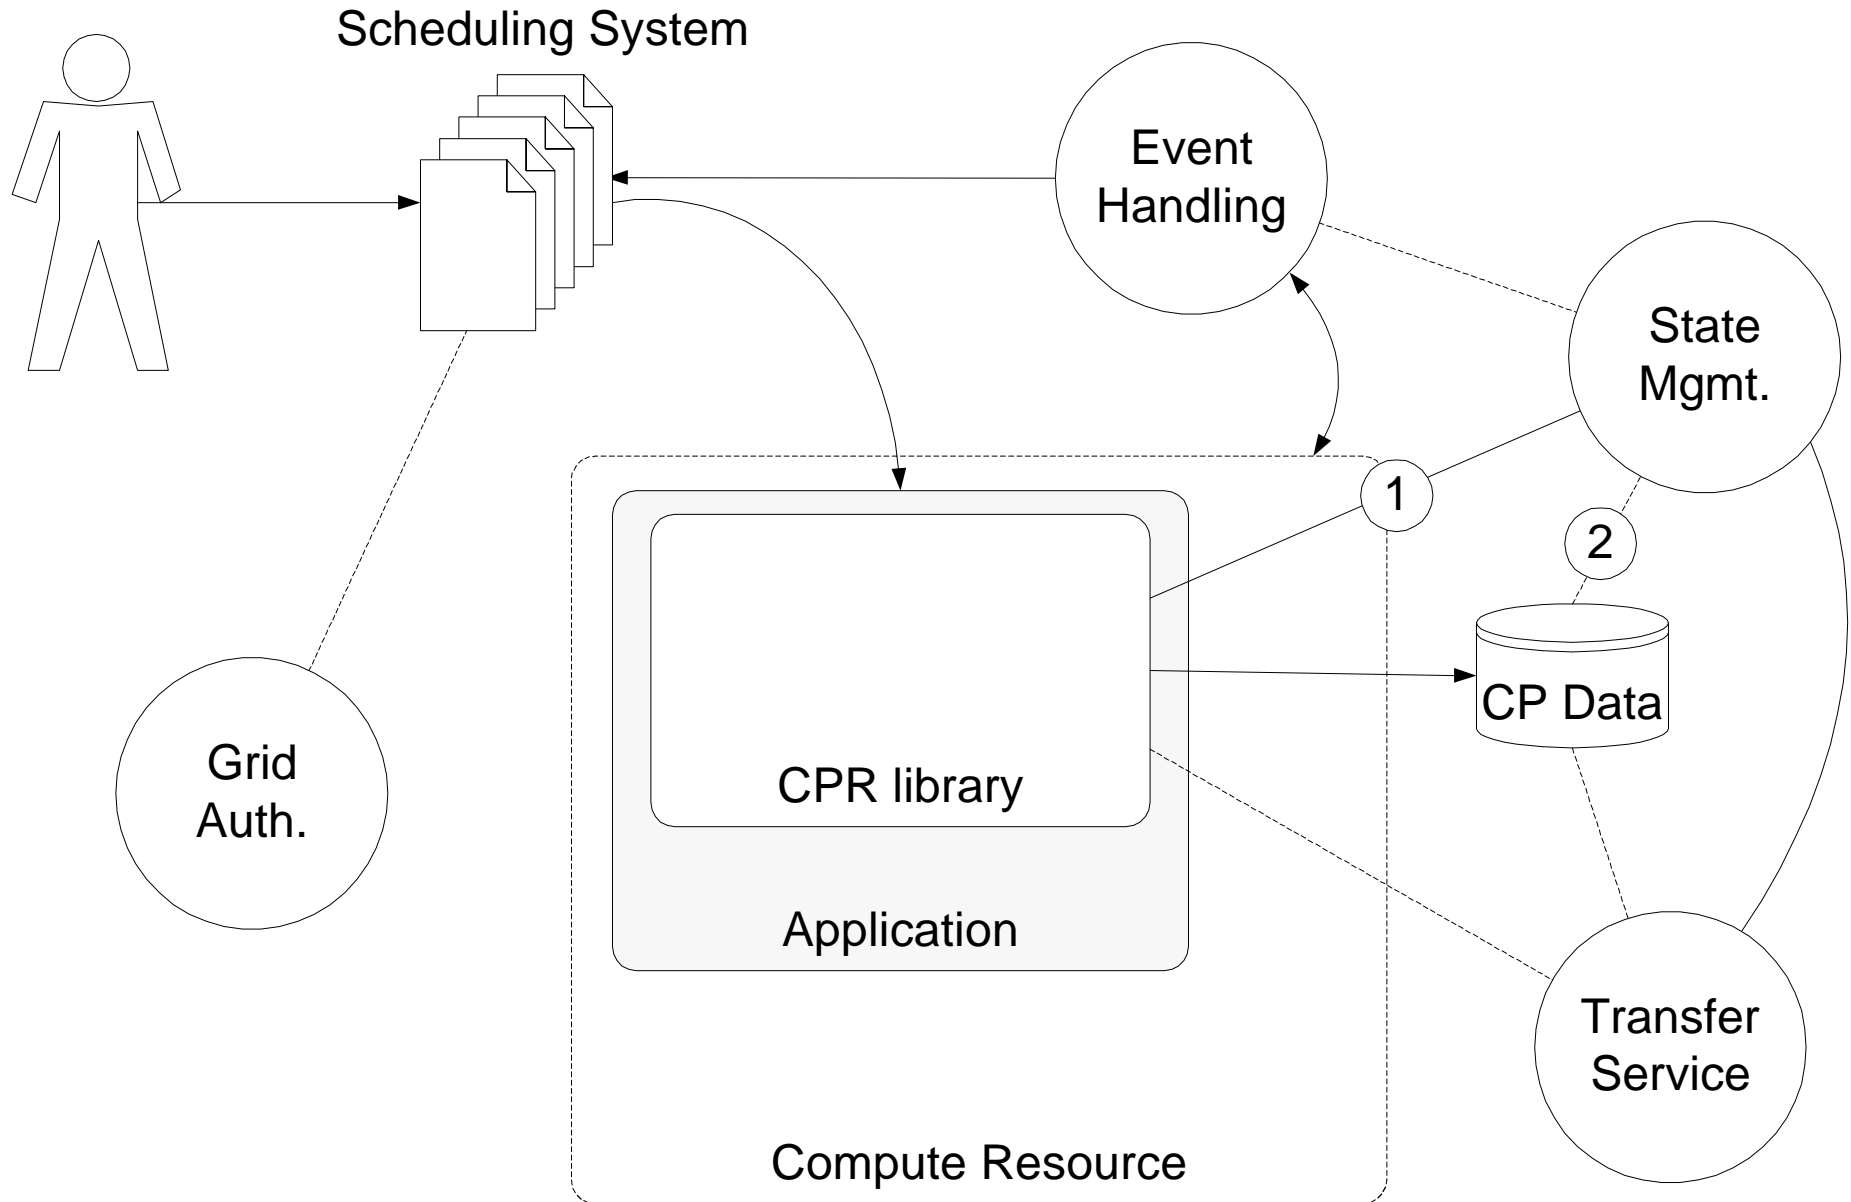 Scheduling System
Event
Handling
State
Mgmt.
1
2
CP Data
CPR library
Grid
Auth.
Application
Transfer
Service
Compute Resource